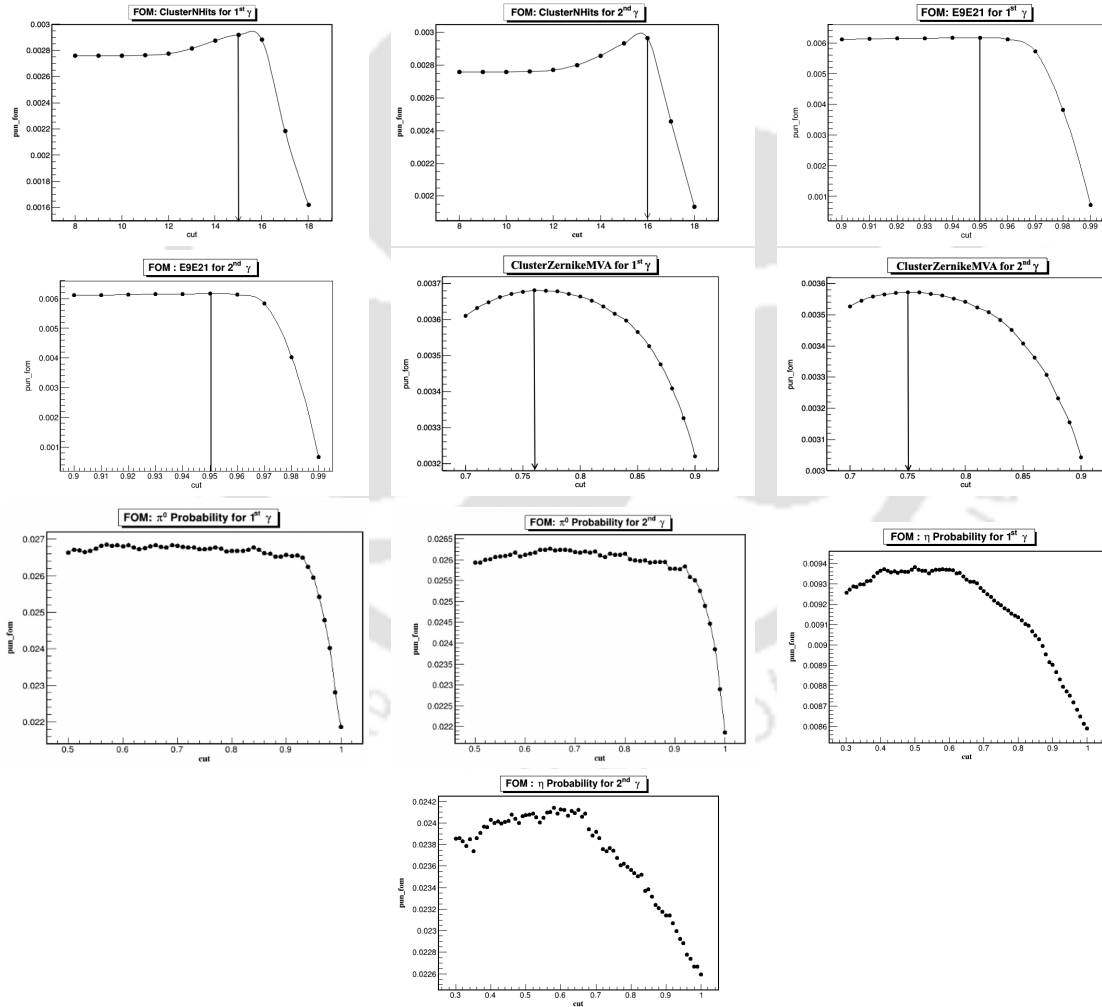 FOM: ClusterNHits for 1st γ
0.003
0.0028
0.0026
0.0024
0.0022
0.002
0.0018
0.0016
pun_fom
8 10 12 14 16 18
cut
FOM: ClusterNHits for 2nd γ
0.003
0.0028
0.0026
0.0024
0.0022
0.002
pun_fom
8 10 12 14 16 18
cut
FOM: E9E21 for 1st γ
0.006
0.005
0.004
0.003
0.002
0.001
pun_fom
0.9 0.91 0.92 0.93 0.94 0.95 0.96 0.97 0.98 0.99
cut
FOM : E9E21 for 2nd γ
0.006
0.005
0.004
0.003
0.002
0.001
pun_fom
0.9 0.91 0.92 0.93 0.94 0.95 0.96 0.97 0.98 0.99
cut
ClusterZernikeMVA for 1st γ
0.0037
0.0036
0.0035
0.0034
0.0033
0.0032
pun_fom
0.7 0.75 0.8 0.85 0.9
cut
ClusterZernikeMVA for 2nd γ
0.0036
0.0035
0.0034
0.0033
0.0032
0.0031
0.003
pun_fom
0.7 0.75 0.8 0.85 0.9
cut
FOM: π0 Probability for 1st γ
0.027
0.026
0.025
0.024
0.023
0.022
pun_fom
0.5 0.6 0.7 0.8 0.9 1
cut
FOM: π0 Probability for 2nd γ
0.0265
0.026
0.0255
0.025
0.0245
0.024
0.0235
0.023
0.0225
0.022
pun_fom
0.5 0.6 0.7 0.8 0.9 1
cut
FOM : η Probability for 1st γ
0.0094
0.0093
0.0092
0.0091
0.009
0.0089
0.0088
0.0087
0.0086
pun_fom
0.3 0.4 0.5 0.6 0.7 0.8 0.9 1
cut
FOM : η Probability for 2nd γ
0.0242
0.024
0.0238
0.0236
0.0234
0.0232
0.023
0.0228
0.0226
pun_fom
0.3 0.4 0.5 0.6 0.7 0.8 0.9 1
cut